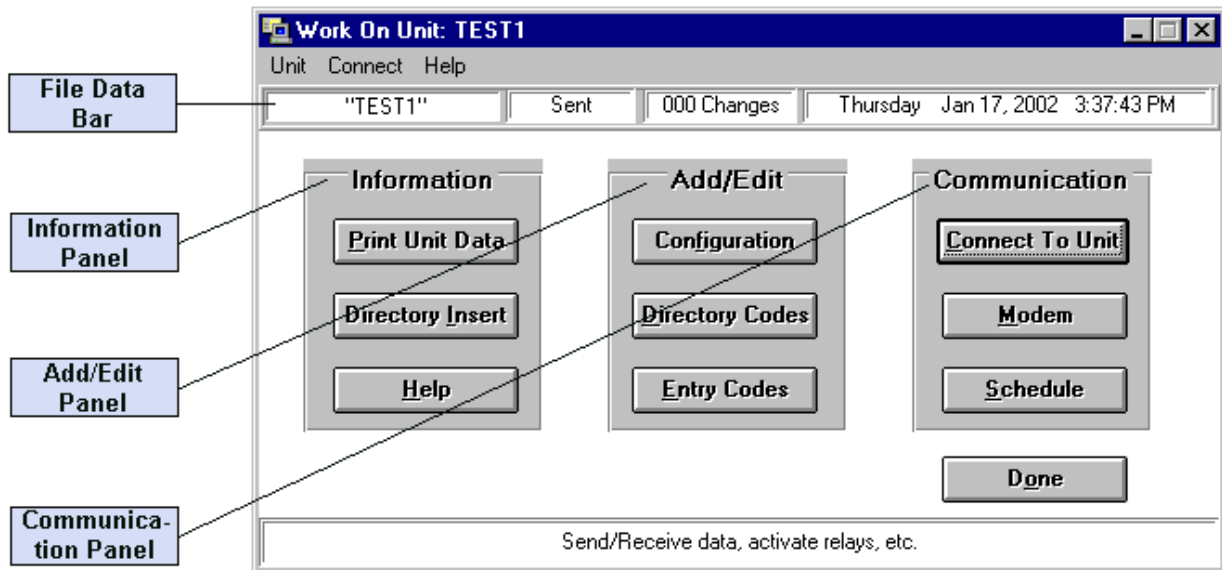 Work On Unit: TEST1
Unit Connect Help
File Data
Bar
"TEST1" Sent 000 Changes Thursday Jan 17, 2002 3:37:43 PM
Information Add/Edit Communication
Information
Panel
Print Unit Data Configuration Connect To Unit
Directory Insert Directory Codes Modem
Add/Edit
Panel
Help Entry Codes Schedule
Done
Communica-
tion Panel
Send/Receive data, activate relays, etc.